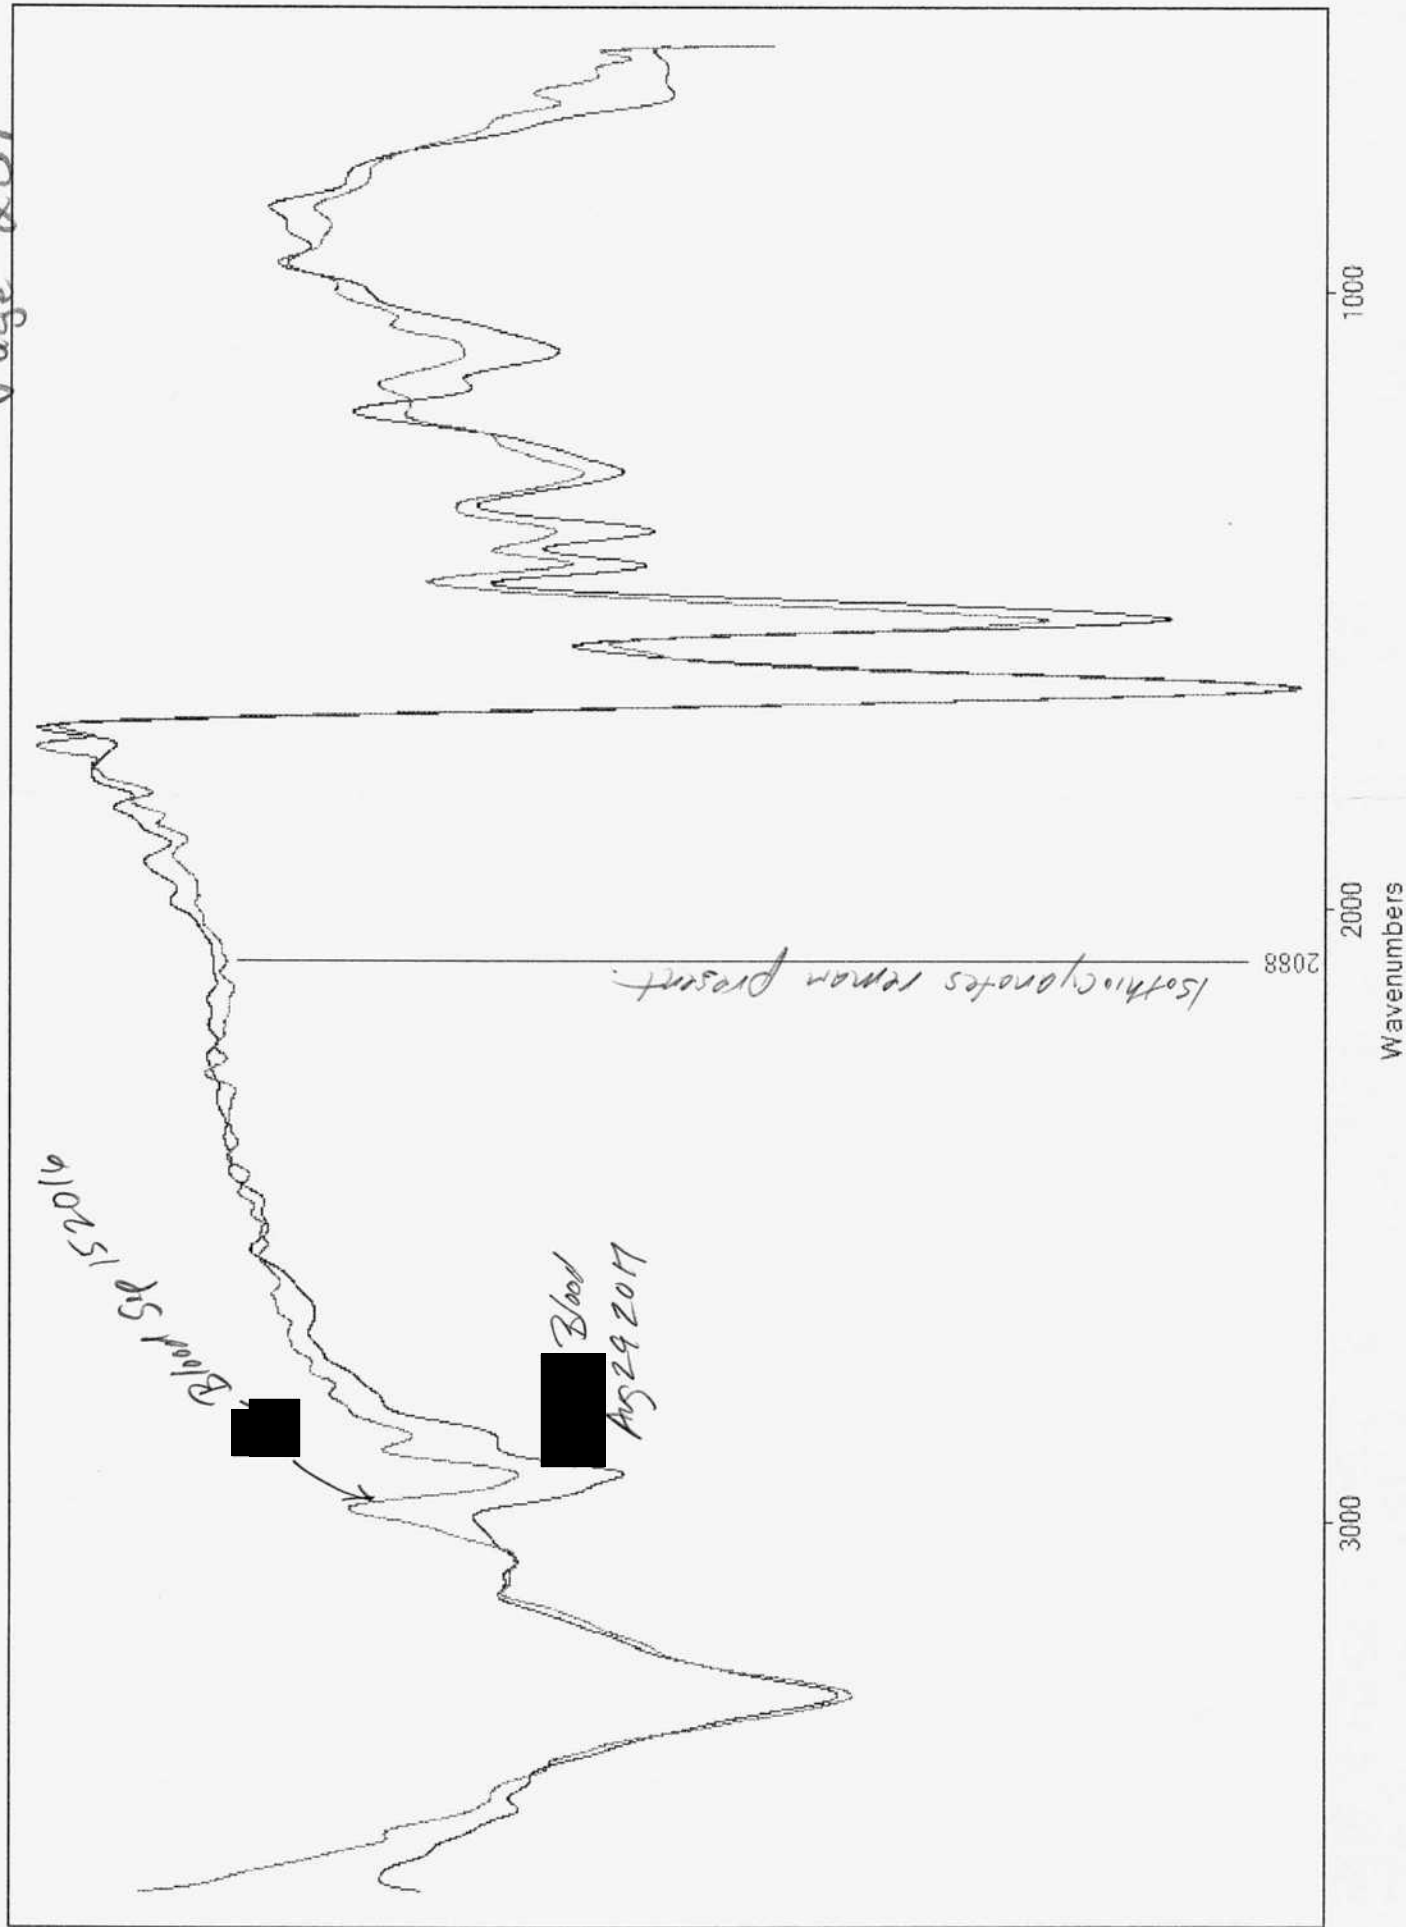 Blood Sep 15 2016
Blood
Aug 29 2017
Isothiocyanates remain present.
2088
3000
2000
1000
Wavenumbers